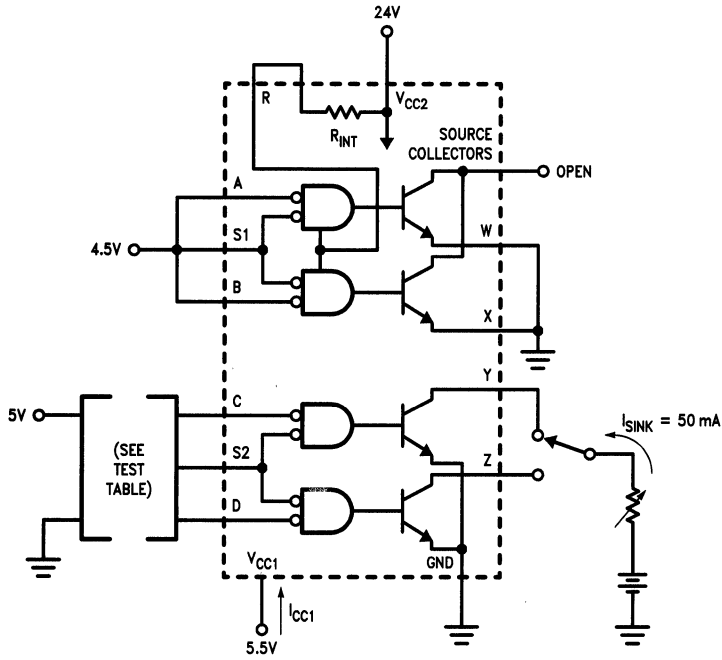 24V
R
VCC2
RINT
SOURCE
COLLECTORS
OPEN
A
W
4.5V
S1
B
X
Y
5V
C
ISINK = 50 mA
(SEE
TEST
TABLE)
S2
Z
D
VCC1
GND
ICC1
5.5V